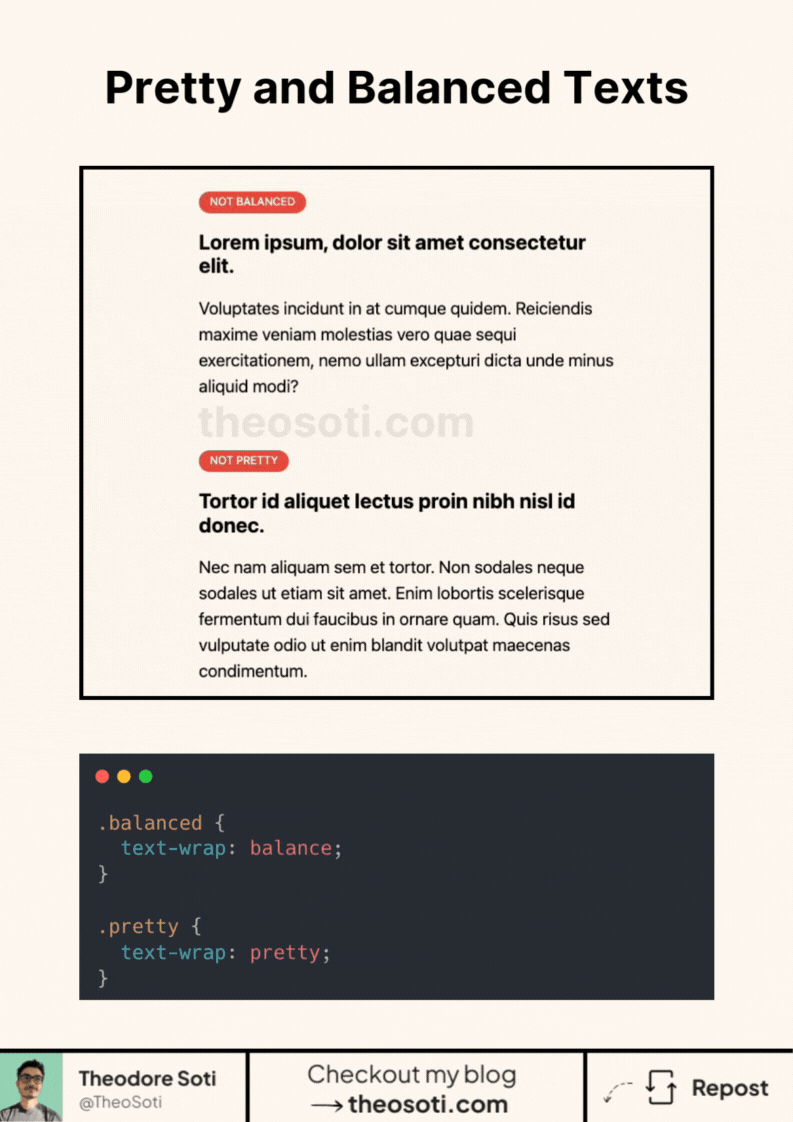 Pretty and Balanced Texts
NOT BALANCED
Lorem ipsum, dolor sit amet consectetur
elit.
Voluptates incidunt in at cumque quidem. Reiciendis
maxime veniam molestias vero quae sequi
exercitationem, nemo ullam excepturi dicta unde minus
aliquid modi?
theosoti.com
NOT PRETTY
Tortor id aliquet lectus proin nibh nisl id
donec.
Nec nam aliquam sem et tortor. Non sodales neque
sodales ut etiam sit amet. Enim lobortis scelerisque
fermentum dui faucibus in ornare quam. Quis risus sed
vulputate odio ut enim blandit volutpat maecenas
condimentum.
.balanced {
  text-wrap: balance;
}
.pretty {
  text-wrap: pretty;
}
Theodore Soti
@TheoSoti
Checkout my blog
→ theosoti.com
Repost